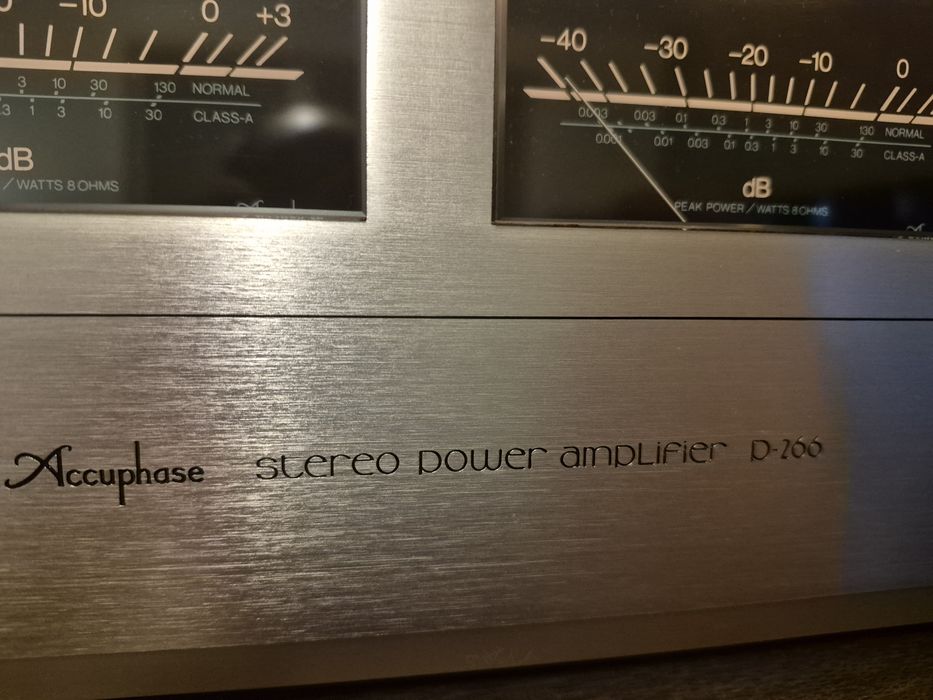 -10 0 +3
3 10 30 130 NORMAL
1 3 10 30 CLASS-A
dB
/ WATTS 8 OHMS
-40 -30 -20 -10 0
0.003 0.03 0.1 0.3 1 3 10 30 130 NORMAL
0.01 0.03 0.1 0.3 1 3 10 30 CLASS-A
dB
PEAK POWER / WATTS 8 OHMS
Accuphase stereo power amplifier P-266